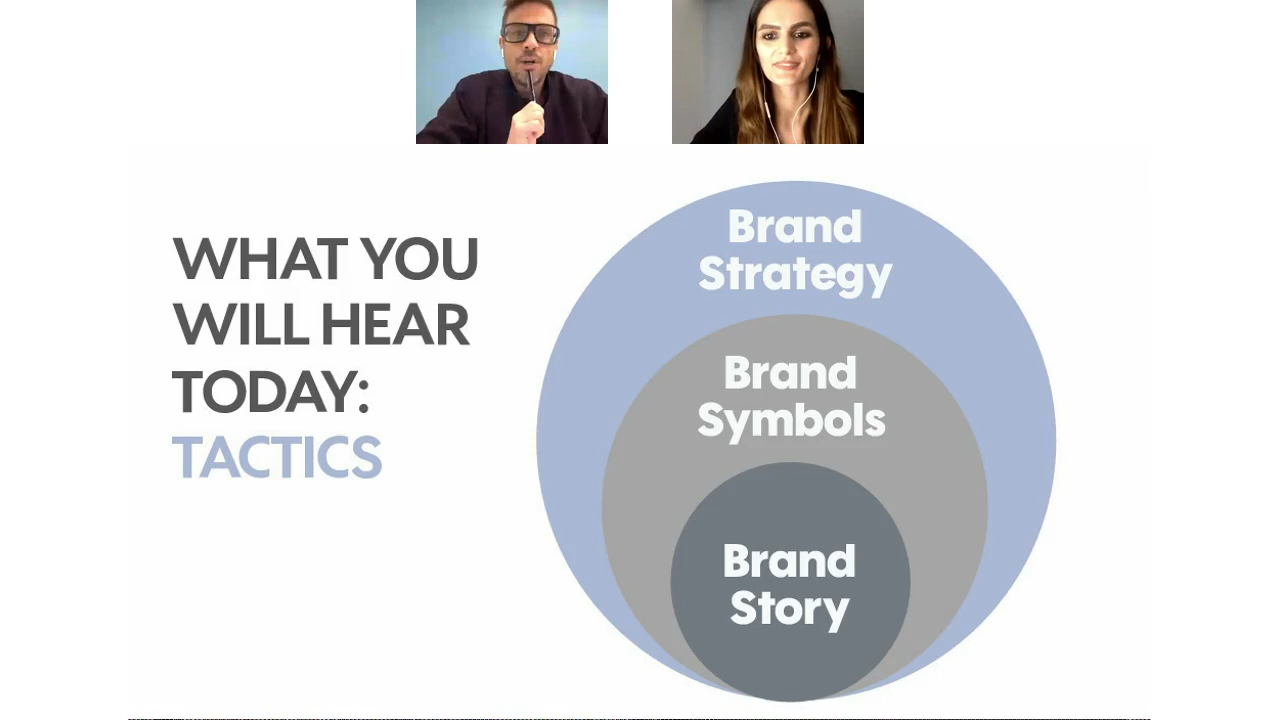 WHAT YOU
WILL HEAR
TODAY:
TACTICS
Brand
Strategy
Brand
Symbols
Brand
Story